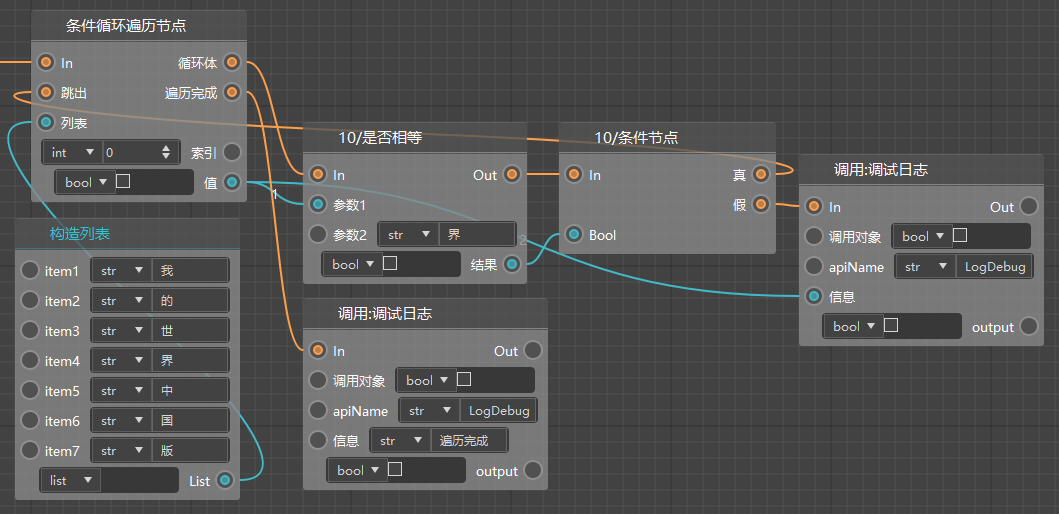 条件循环遍历节点
In 循环体
跳出 遍历完成
列表
int 0 索引
bool 值
构造列表
item1 str 我
item2 str 的
item3 str 世
item4 str 界
item5 str 中
item6 str 国
item7 str 版
list List
1
10/是否相等
In Out
参数1
参数2 str 界
2
bool 结果
调用:调试日志
In Out
调用对象 bool
apiName str LogDebug
信息 str 遍历完成
bool output
10/条件节点
In 真
假
Bool
调用:调试日志
In Out
调用对象 bool
apiName str LogDebug
信息
bool output